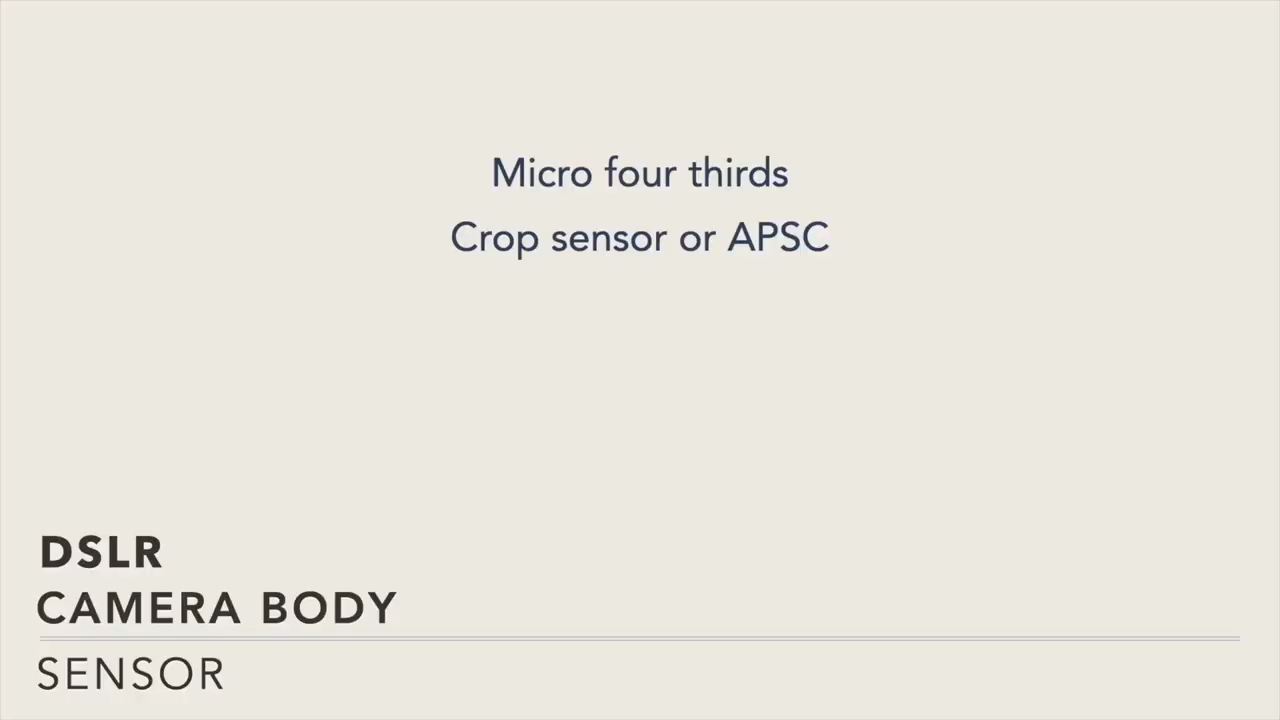 Micro four thirds
Crop sensor or APSC
DSLR
CAMERA BODY
SENSOR